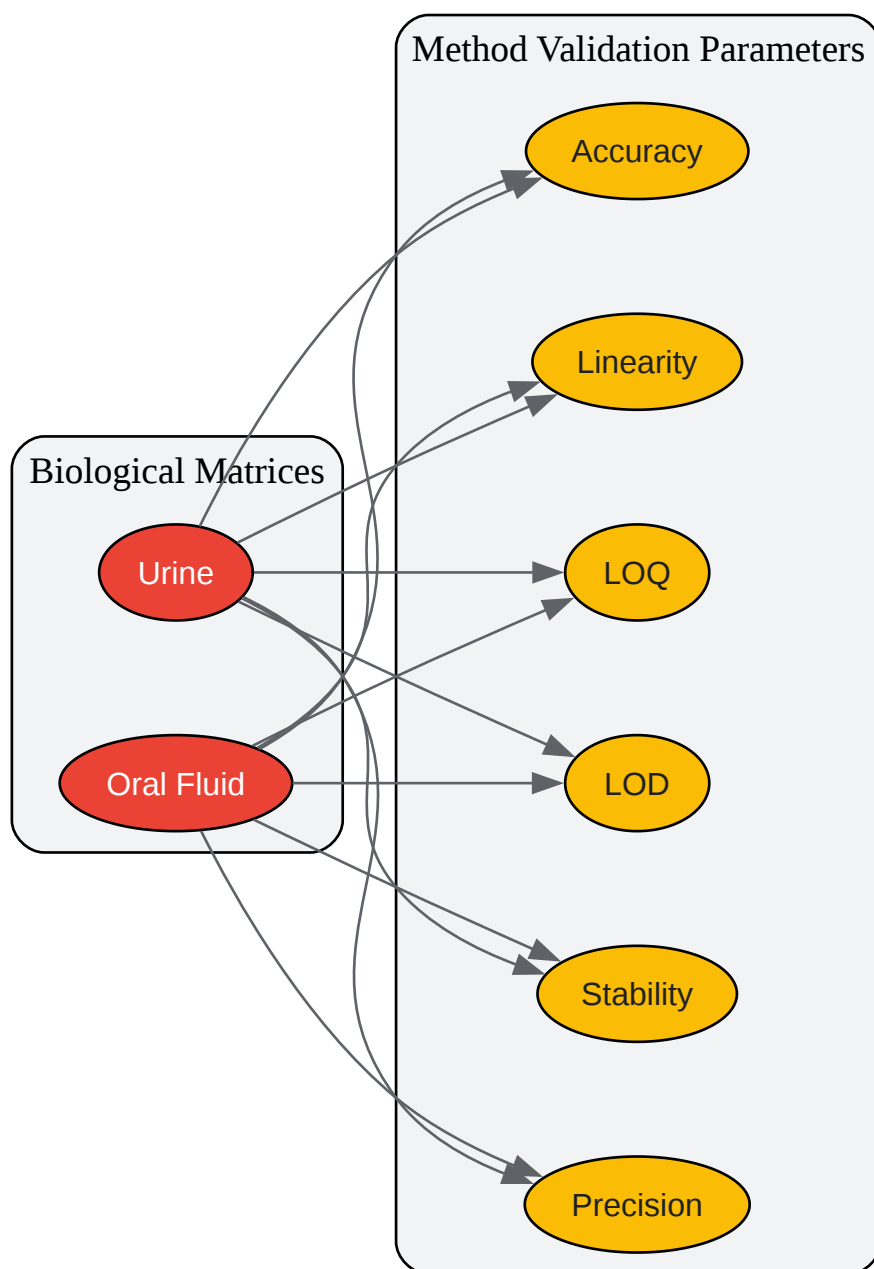 Method Validation Parameters
Accuracy
Linearity
Biological Matrices
Urine
LOQ
Oral Fluid
LOD
Stability
Precision